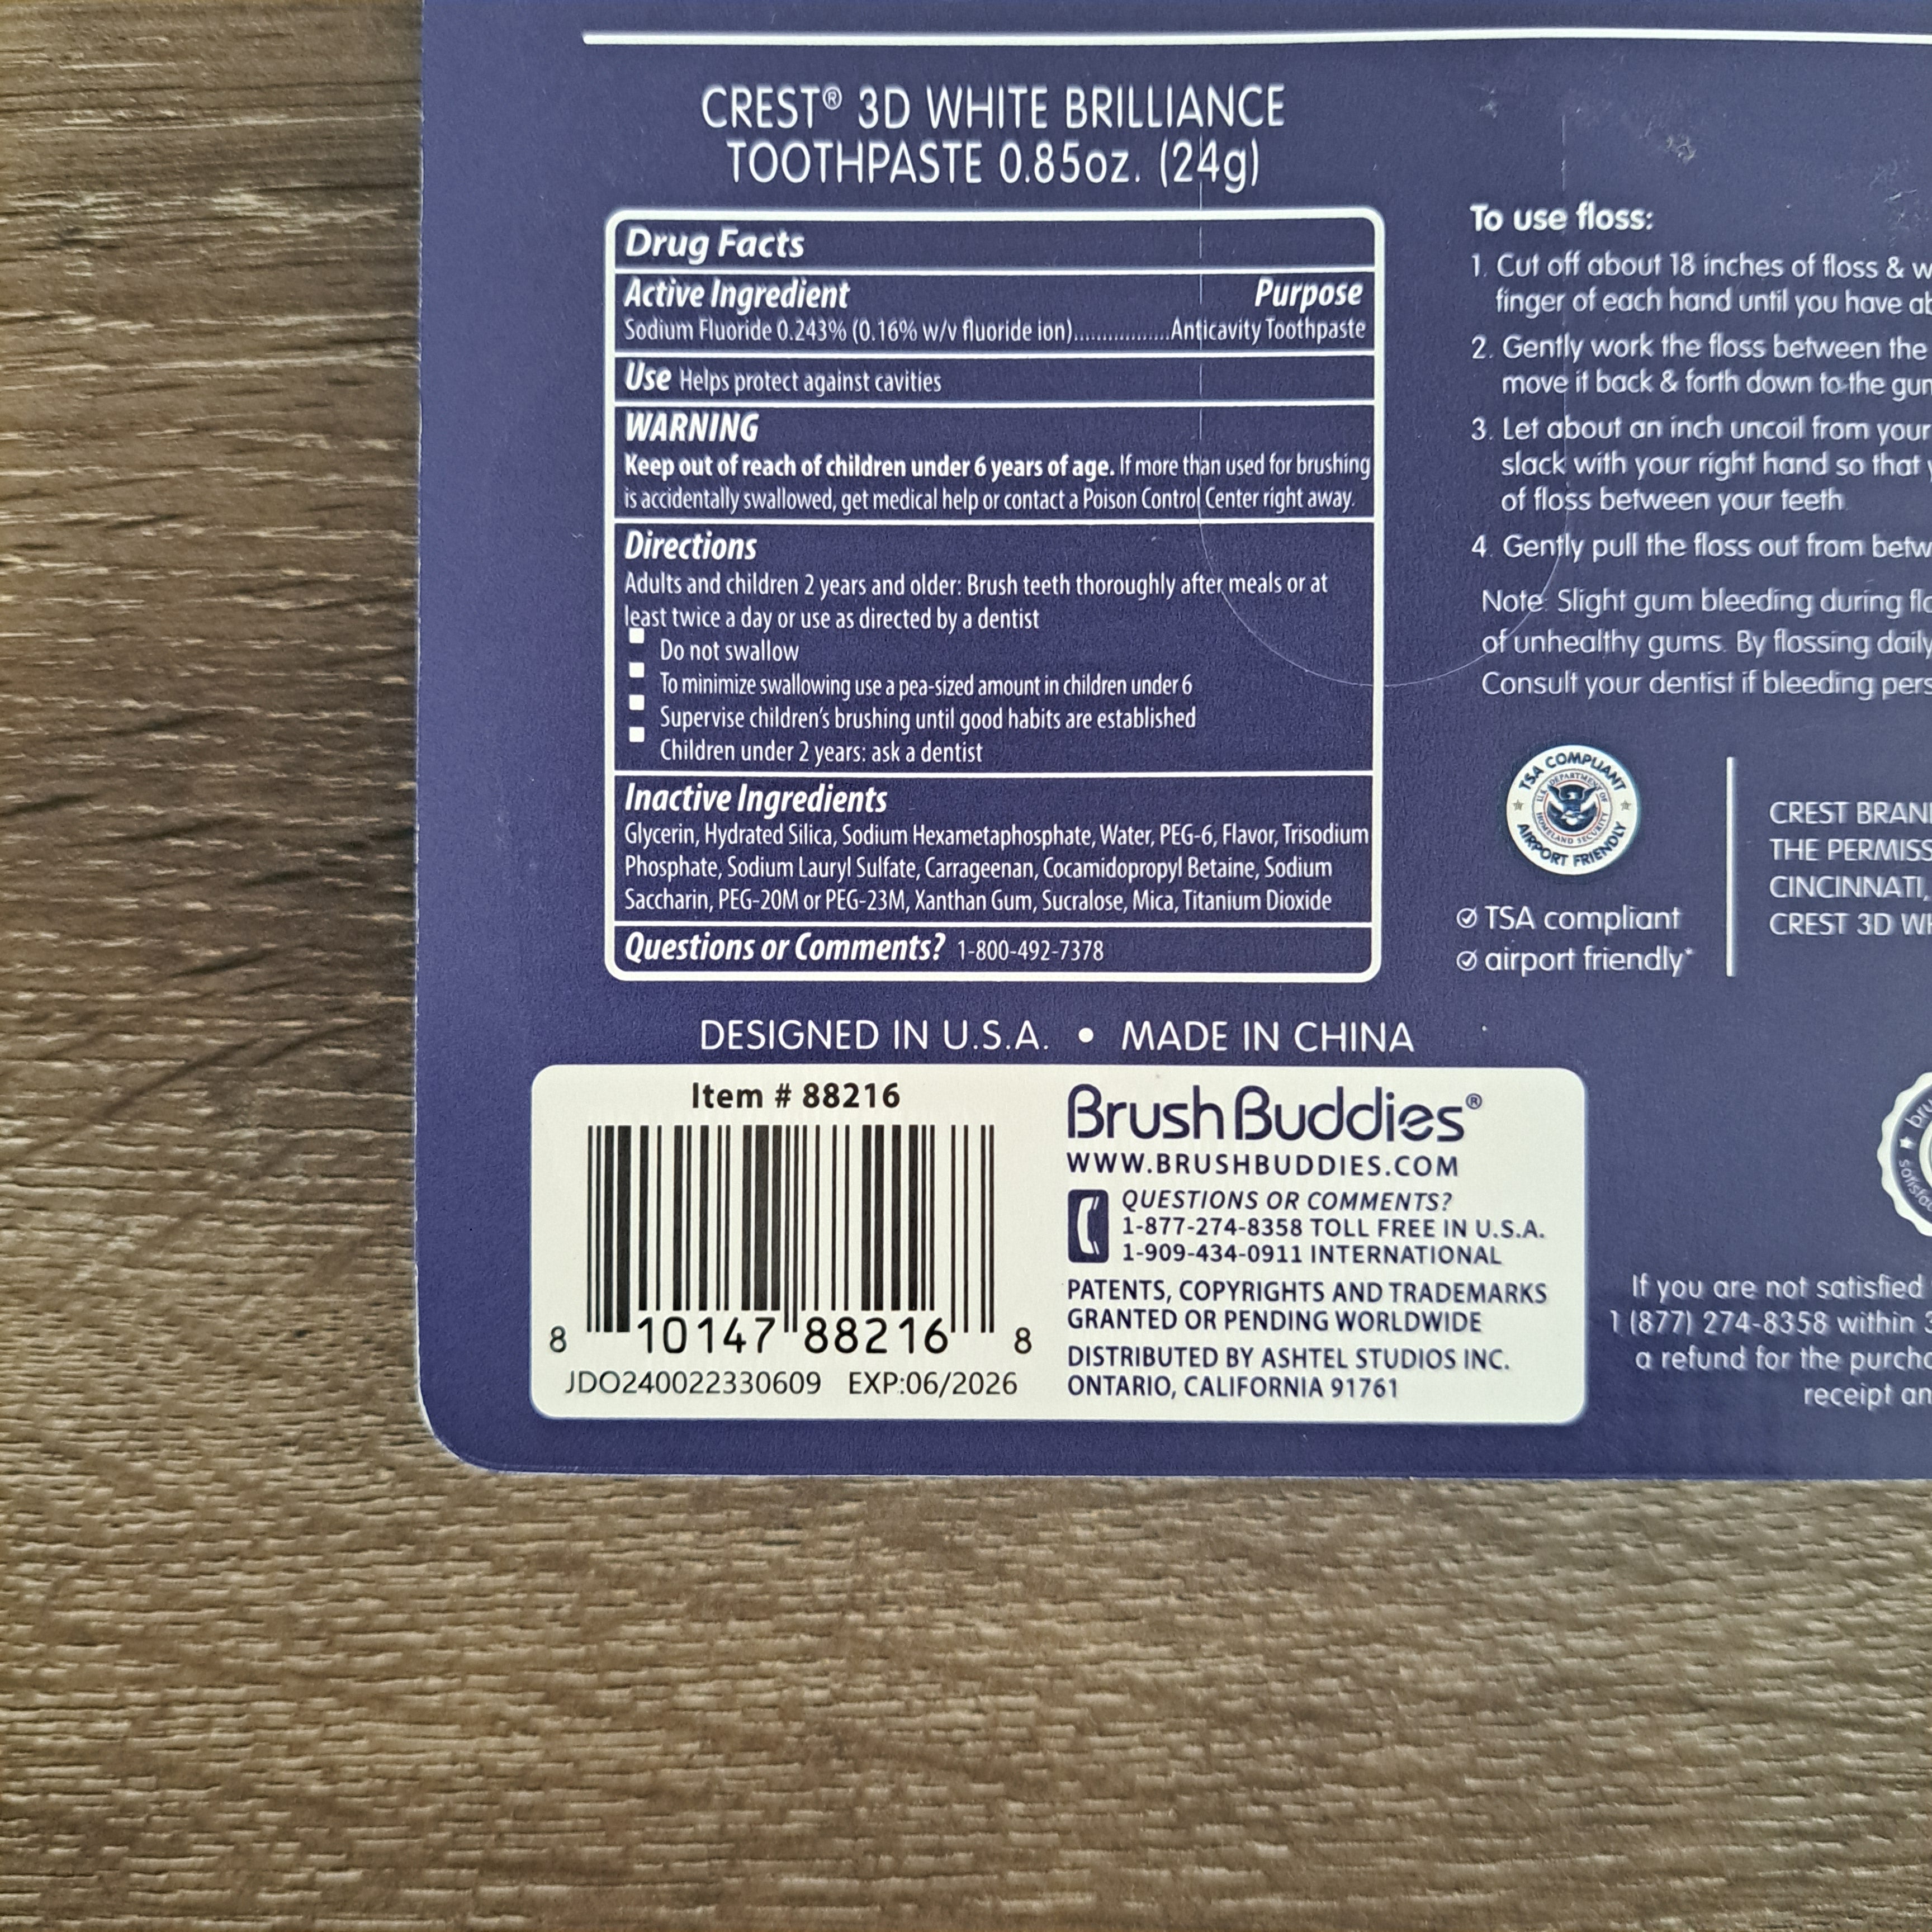 CREST® 3D WHITE BRILLIANCE
TOOTHPASTE 0.85oz. (24g)
Drug Facts
Active Ingredient Purpose
Sodium Fluoride 0.243% (0.16% w/v fluoride ion)................Anticavity Toothpaste
Use Helps protect against cavities
WARNING
Keep out of reach of children under 6 years of age. If more than used for brushing
is accidentally swallowed, get medical help or contact a Poison Control Center right away.
Directions
Adults and children 2 years and older: Brush teeth thoroughly after meals or at
least twice a day or use as directed by a dentist
Do not swallow
To minimize swallowing use a pea-sized amount in children under 6
Supervise children's brushing until good habits are established
Children under 2 years: ask a dentist
Inactive Ingredients
Glycerin, Hydrated Silica, Sodium Hexametaphosphate, Water, PEG-6, Flavor, Trisodium
Phosphate, Sodium Lauryl Sulfate, Carrageenan, Cocamidopropyl Betaine, Sodium
Saccharin, PEG-20M or PEG-23M, Xanthan Gum, Sucralose, Mica, Titanium Dioxide
Questions or Comments? 1-800-492-7378
To use floss:
1. Cut off about 18 inches of floss &
finger of each hand until you have
2. Gently work the floss between the
move it back & forth down to the
3. Let about an inch uncoil from your
slack with your right hand so that
of floss between your teeth.
4. Gently pull the floss out from
Note: Slight gum bleeding during
of unhealthy gums. By flossing daily
Consult your dentist if bleeding
TSA COMPLIANT
U.S. DEPARTMENT OF
HOMELAND SECURITY
AIRPORT FRIENDLY
TSA compliant
airport friendly*
CREST
THE
CINCINNATI,
CREST 3D
DESIGNED IN U.S.A. • MADE IN CHINA
Item # 88216
8 10147 88216 8
JDO240022330609 EXP:06/2026
BrushBuddies®
WWW.BRUSHBUDDIES.COM
QUESTIONS OR COMMENTS?
1-877-274-8358 TOLL FREE IN U.S.A.
1-909-434-0911 INTERNATIONAL
PATENTS, COPYRIGHTS AND TRADEMARKS
GRANTED OR PENDING WORLDWIDE
DISTRIBUTED BY ASHTEL STUDIOS INC.
ONTARIO, CALIFORNIA 91761
If you are not satisfied
1 (877) 274-8358 within
a refund for the
receipt